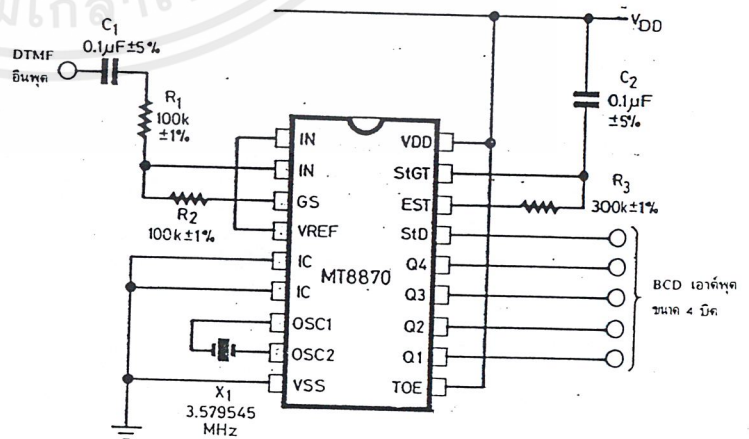 C1
0.1µF±5%
DTMF
อินพุต
R1
100k
±1%
R2
100k±1%
VDD
C2
0.1µF
±5%
R3
300k±1%
IN
IN
GS
VREF
IC
IC
OSC1
OSC2
VSS
MT8870
VDD
StGT
EST
StD
Q4
Q3
Q2
Q1
TOE
X1
3.579545
MHz
BCD เอาต์พุต
ขนาด 4 บิต